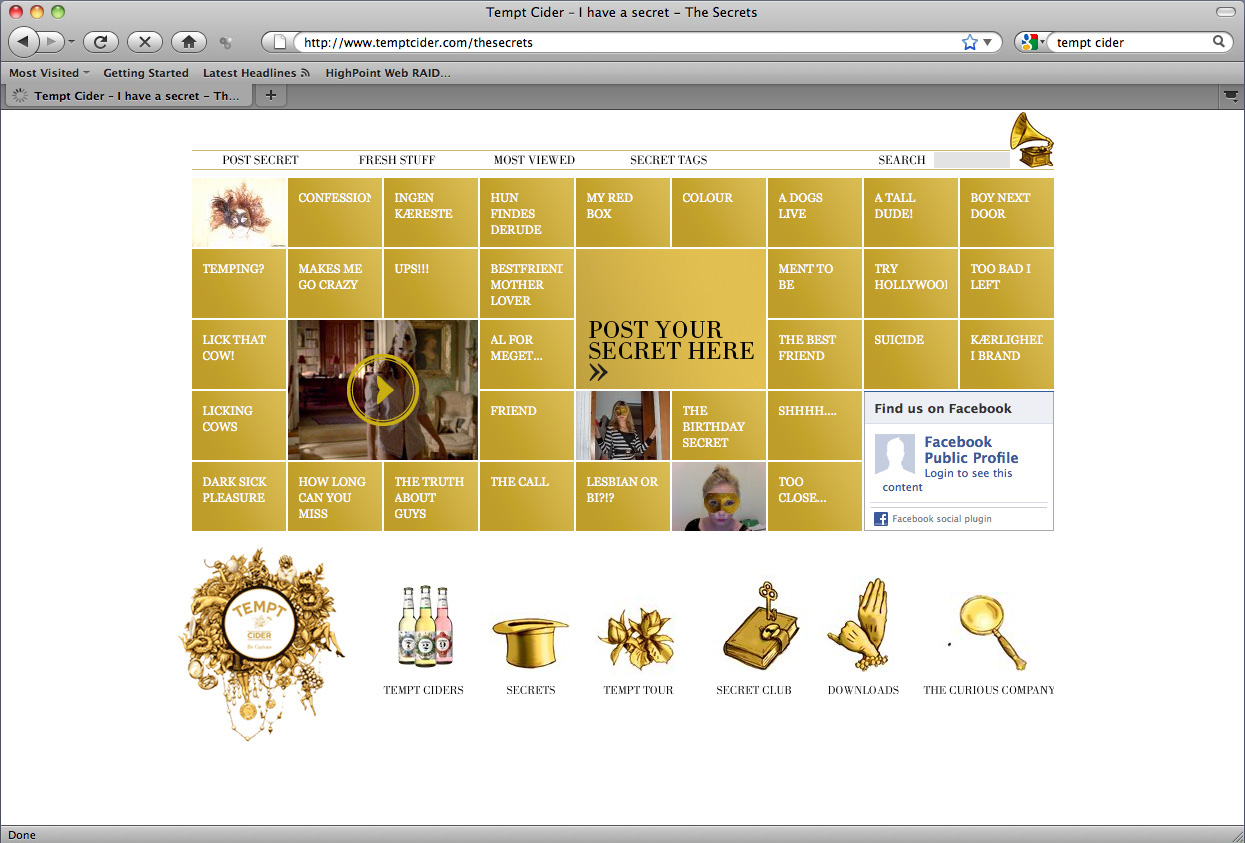 Tempt Cider – I have a secret – The Secrets
http://www.temptcider.com/thesecrets
tempt cider
Most Visited
Getting Started
Latest Headlines
HighPoint Web RAID...
Tempt Cider – I have a secret – Th...
POST SECRET
FRESH STUFF
MOST VIEWED
SECRET TAGS
SEARCH
CONFESSION
INGEN
KÆRESTE
HUN
FINDES
DERUDE
MY RED
BOX
COLOUR
A DOGS
LIVE
A TALL
DUDE!
BOY NEXT
DOOR
TEMPING?
MAKES ME
GO CRAZY
UPS!!!
BESTFRIEND
MOTHER
LOVER
POST YOUR
SECRET HERE
»
MENT TO
BE
TRY
HOLLYWOO
TOO BAD I
LEFT
LICK THAT
COW!
AL FOR
MEGET...
THE BEST
FRIEND
SUICIDE
KÆRLIGHED
I BRAND
LICKING
COWS
FRIEND
THE
BIRTHDAY
SECRET
SHHHH....
Find us on Facebook
Facebook
Public Profile
Login to see this
content
Facebook social plugin
DARK SICK
PLEASURE
HOW LONG
CAN YOU
MISS
THE TRUTH
ABOUT
GUYS
THE CALL
LESBIAN OR
BI?!?
TOO
CLOSE...
TEMPT
CIDER
TEMPT CIDERS
SECRETS
TEMPT TOUR
SECRET CLUB
DOWNLOADS
THE CURIOUS COMPANY
Done